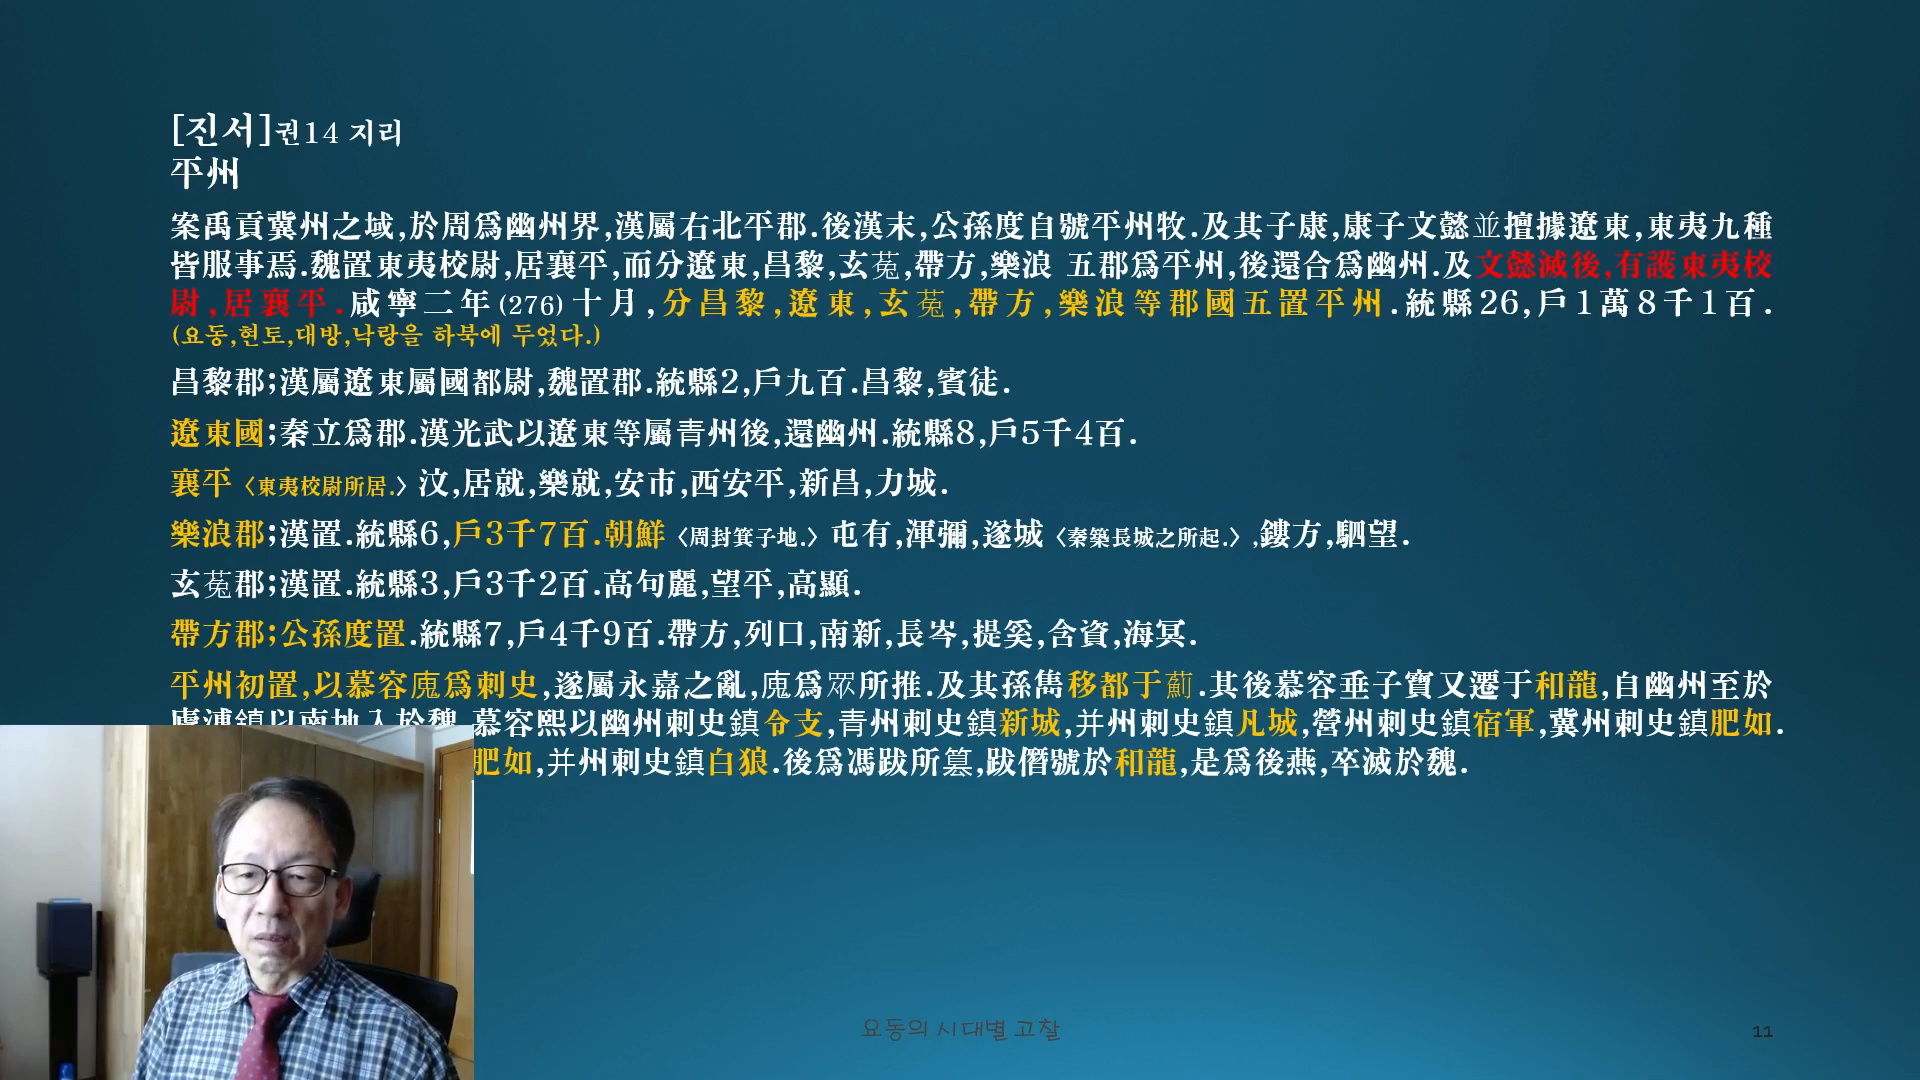 [진서]권14 지리
平州
案禹貢冀州之域,於周爲幽州界,漢屬右北平郡.後漢末,公孫度自號平州牧.及其子康,康子文懿並擅據遼東,東夷九種
皆服事焉.魏置東夷校尉,居襄平,而分遼東,昌黎,玄菟,帶方,樂浪 五郡爲平州,後還合爲幽州.及文懿滅後,有護東夷校
尉,居襄平.咸寧二年(276)十月,分昌黎,遼東,玄菟,帶方,樂浪等郡國五置平州.統縣26,戶1萬8千1百.
(요동,현토,대방,낙랑을 하북에 두었다.)
昌黎郡;漢屬遼東屬國都尉,魏置郡.統縣2,戶九百.昌黎,賓徒.
遼東國;秦立爲郡.漢光武以遼東等屬青州後,還幽州.統縣8,戶5千4百.
襄平〈東夷校尉所居.〉汶,居就,樂就,安市,西安平,新昌,力城.
樂浪郡;漢置.統縣6,戶3千7百.朝鮮〈周封箕子地.〉屯有,渾彌,遂城〈秦築長城之所起.〉,鏤方,駟望.
玄菟郡;漢置.統縣3,戶3千2百.高句麗,望平,高顯.
帶方郡;公孫度置.統縣7,戶4千9百.帶方,列口,南新,長岑,提奚,含資,海冥.
平州初置,以慕容廆爲刺史,遂屬永嘉之亂,廆爲眾所推.及其孫雋移都于薊.其後慕容垂子寶又遷于和龍,自幽州至於
慕容熙以幽州刺史鎮令支,青州刺史鎮新城,并州刺史鎮凡城,營州刺史鎮宿軍,冀州刺史鎮肥如.
肥如,并州刺史鎮白狼.後爲馮跋所篡,跋僭號於和龍,是爲後燕,卒滅於魏.
요동의 시대별 고찰
11